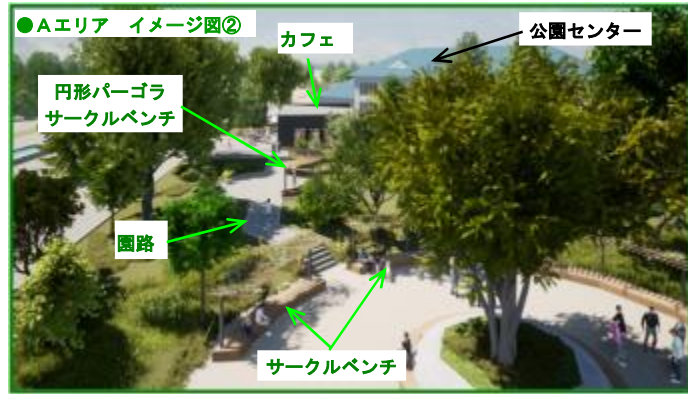 ●Aエリア　イメージ図②
カフェ
公園センター
円形パーゴラ
サークルベンチ
園路
サークルベンチ